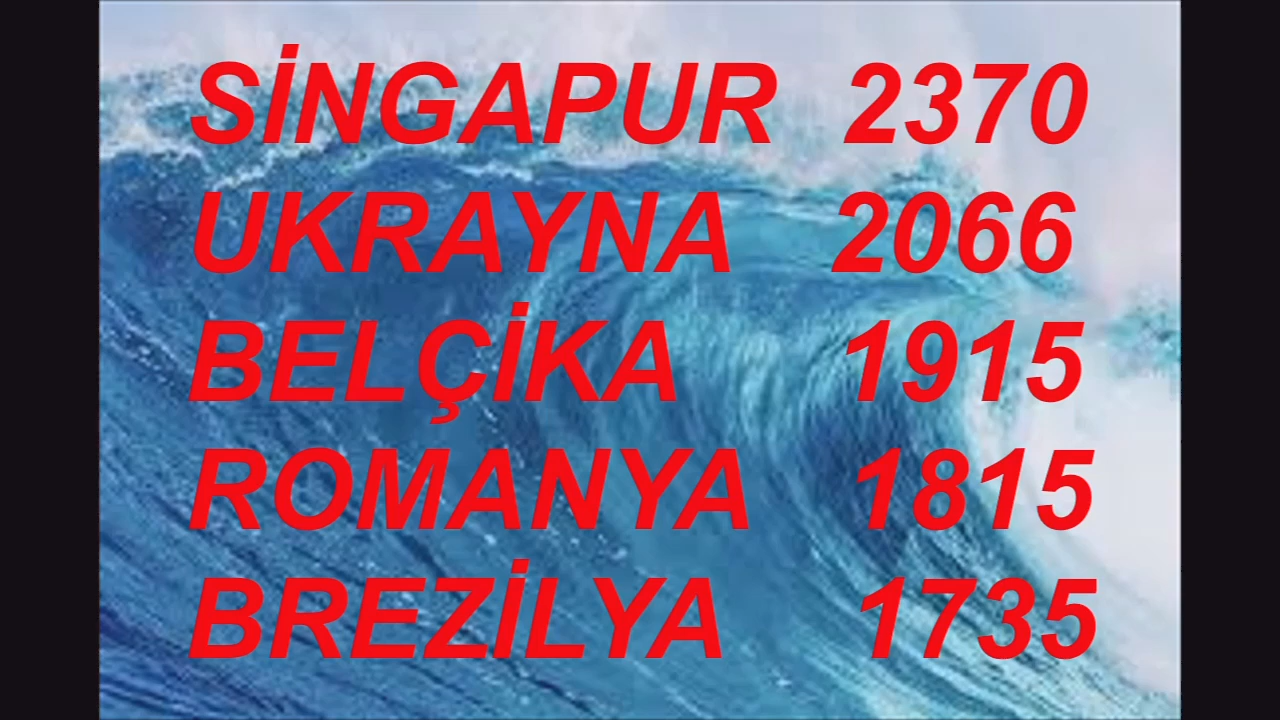 SİNGAPUR 2370
UKRAYNA 2066
BELÇİKA 1915
ROMANYA 1815
BREZİLYA 1735